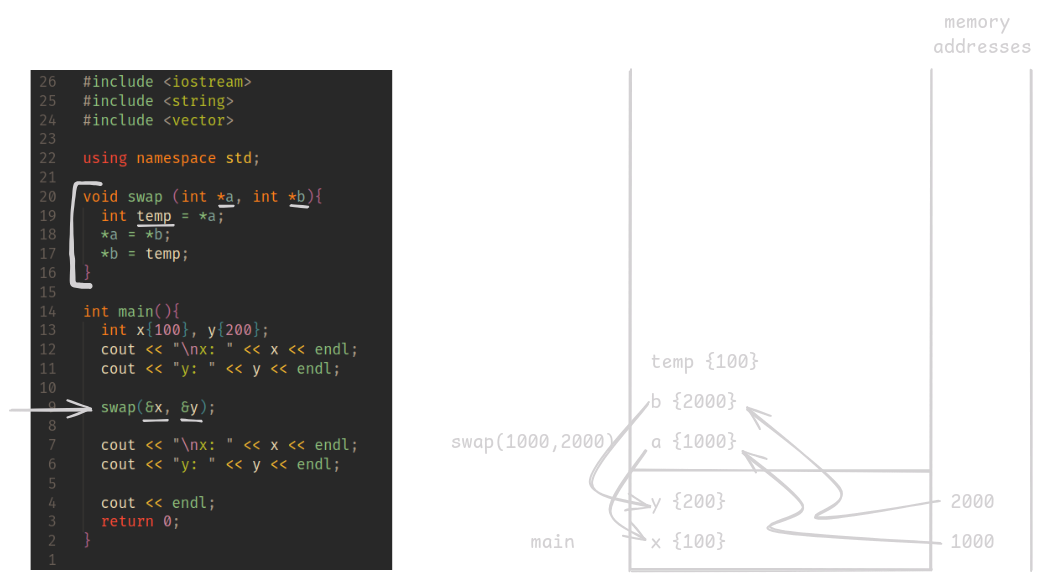 memory
addresses
26 #include <iostream>
25 #include <string>
24 #include <vector>
23
22 using namespace std;
21
20 void swap (int *a, int *b){
19 int temp = *a;
18 *a = *b;
17 *b = temp;
16 }
15
14 int main(){
13 int x{100}, y{200};
12 cout << "\nx: " << x << endl;
11 cout << "y: " << y << endl;
10
9 swap(&x, &y);
8
7 cout << "\nx: " << x << endl;
6 cout << "y: " << y << endl;
5
4 cout << endl;
3 return 0;
2 }
1
temp {100}
b {2000}
swap(1000,2000) a {1000}
y {200} 2000
main x {100} 1000